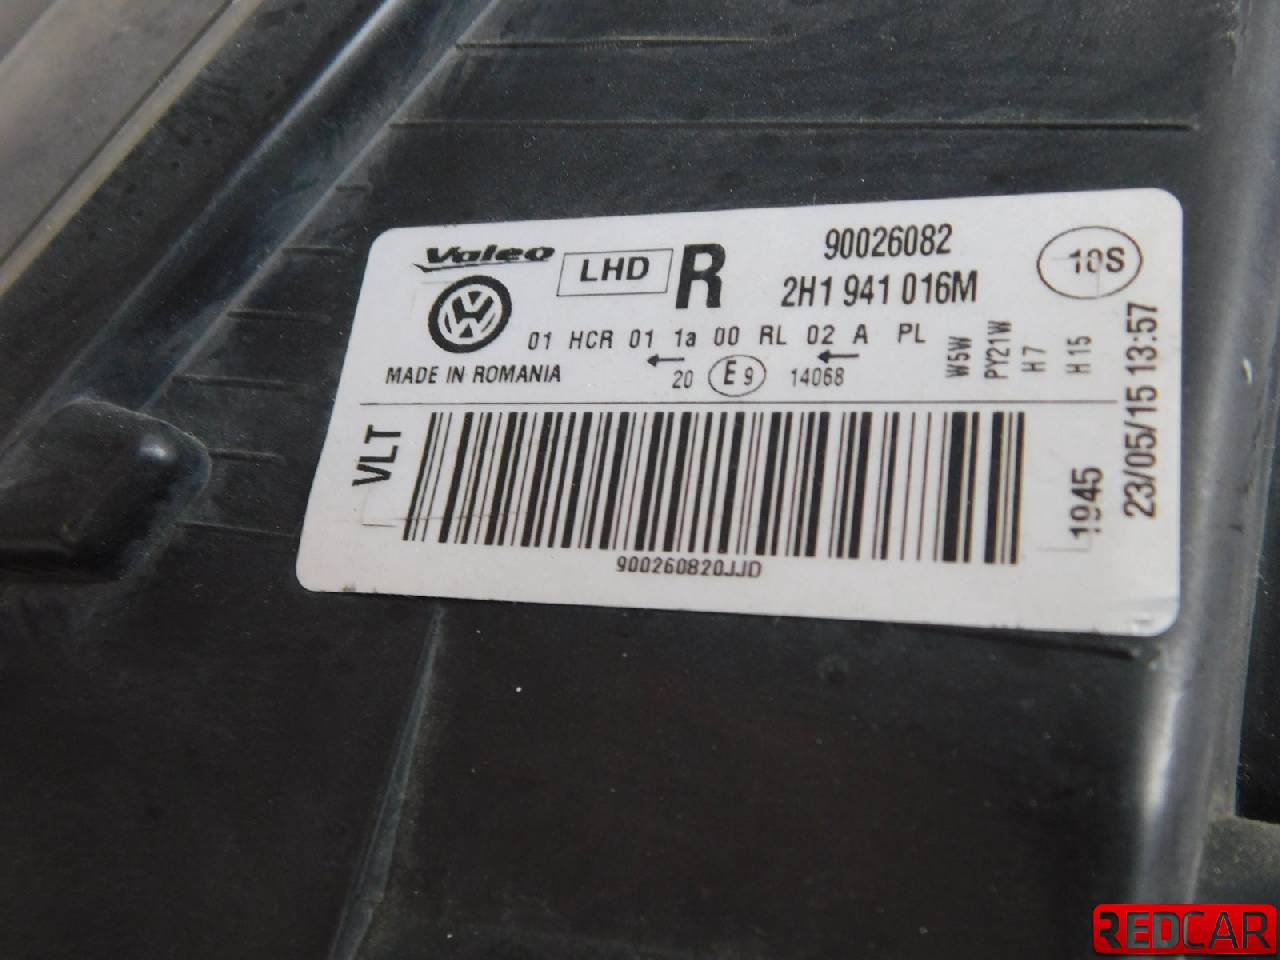 Valeo
LHD
R
90026082
2H1 941 016M
10S
01 HCR 01 1a 00 RL 02 A PL
MADE IN ROMANIA
20 E9 14068
W5W
PY21W
H7
H15
23/05/15 13:57
1945
VLT
900260820JJD
REDCAR